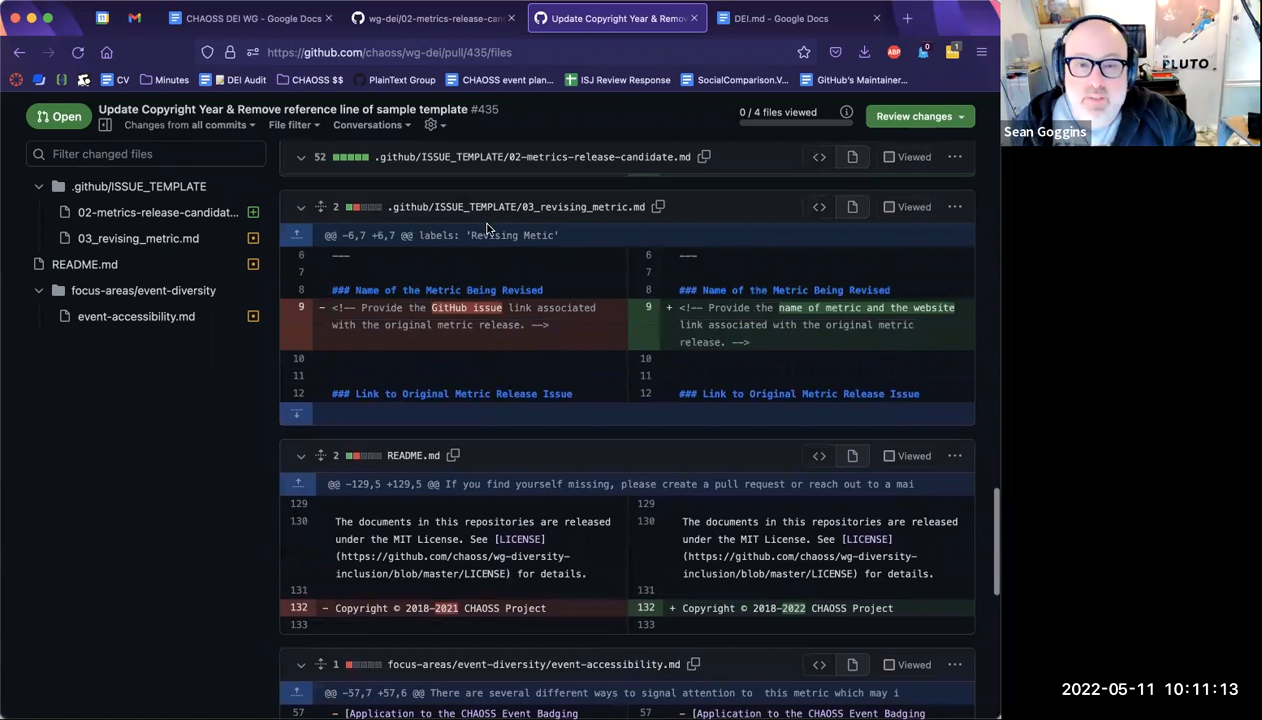 CHAOSS DEI WG - Google Docs
wg-dei/02-metrics-release-can
Update Copyright Year & Remov
DEI.md - Google Docs
https://github.com/chaoss/wg-dei/pull/435/files
ABP
0
1
CV
Minutes
DEI Audit
CHAOSS $$
PlainText Group
CHAOSS event plan...
ISJ Review Response
SocialComparison.V...
GitHub's Maintainer...
Open
Update Copyright Year & Remove reference line of sample template #435
Changes from all commits
File filter
Conversations
0 / 4 files viewed
Review changes
Filter changed files
.github/ISSUE_TEMPLATE
02-metrics-release-candidat...
03_revising_metric.md
README.md
focus-areas/event-diversity
event-accessibility.md
52 .github/ISSUE_TEMPLATE/02-metrics-release-candidate.md
Viewed
2 .github/ISSUE_TEMPLATE/03_revising_metric.md
Viewed
@@ -6,7 +6,7 @@ labels: 'Revising Metic'
6 ---
7
8 ### Name of the Metric Being Revised
9 - <!-- Provide the GitHub issue link associated
with the original metric release. -->
10
11
12 ### Link to Original Metric Release Issue
6 ---
7
8 ### Name of the Metric Being Revised
9 + <!-- Provide the name of metric and the website
link associated with the original metric
release. -->
10
11
12 ### Link to Original Metric Release Issue
2 README.md
Viewed
@@ -129,5 +129,5 @@ If you find yourself missing, please create a pull request or reach out to a mai
129
130 The documents in this repositories are released
under the MIT License. See [LICENSE]
(https://github.com/chaoss/wg-diversity-
inclusion/blob/master/LICENSE) for details.
131
132 - Copyright © 2018-2021 CHAOSS Project
133
129
130 The documents in this repositories are released
under the MIT License. See [LICENSE]
(https://github.com/chaoss/wg-diversity-
inclusion/blob/master/LICENSE) for details.
131
132 + Copyright © 2018-2022 CHAOSS Project
133
1 focus-areas/event-diversity/event-accessibility.md
Viewed
@@ -57,7 +57,6 @@ There are several different ways to signal attention to this metric which may i
57 - [Application to the CHAOSS Event Badging
57 - [Application to the CHAOSS Event Badging
PLUTO
Sean Goggins
2022-05-11 10:11:13